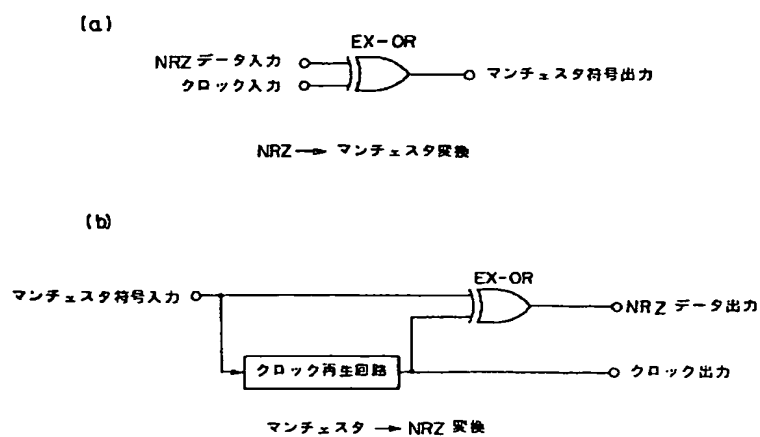 (a)
EX-OR
NRZ データ入力
クロック入力
マンチェスタ符号出力
NRZ → マンチェスタ変換
(b)
EX-OR
マンチェスタ符号入力
NRZ データ出力
クロック再生回路
クロック出力
マンチェスタ → NRZ 変換